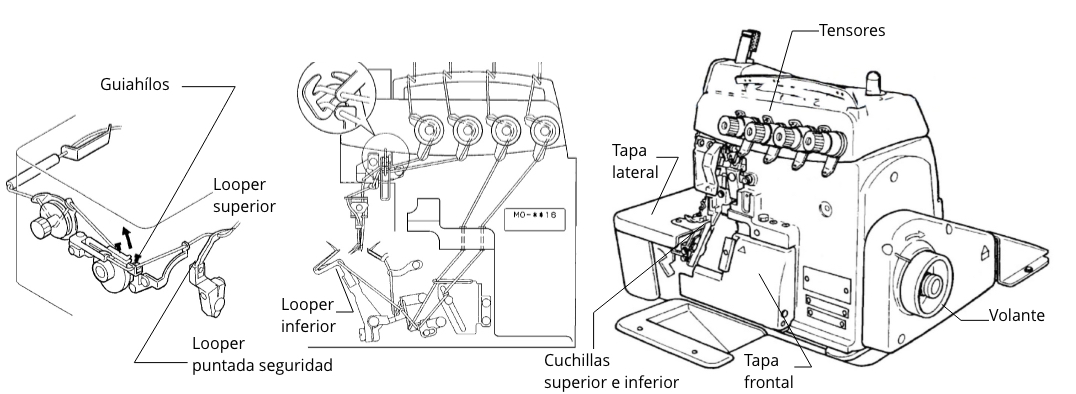 Guiahílos
Looper
superior
Looper
puntada seguridad
Looper
inferior
MO-**16
Tensores
Tapa
lateral
Cuchillas
superior e inferior
Tapa
frontal
Volante